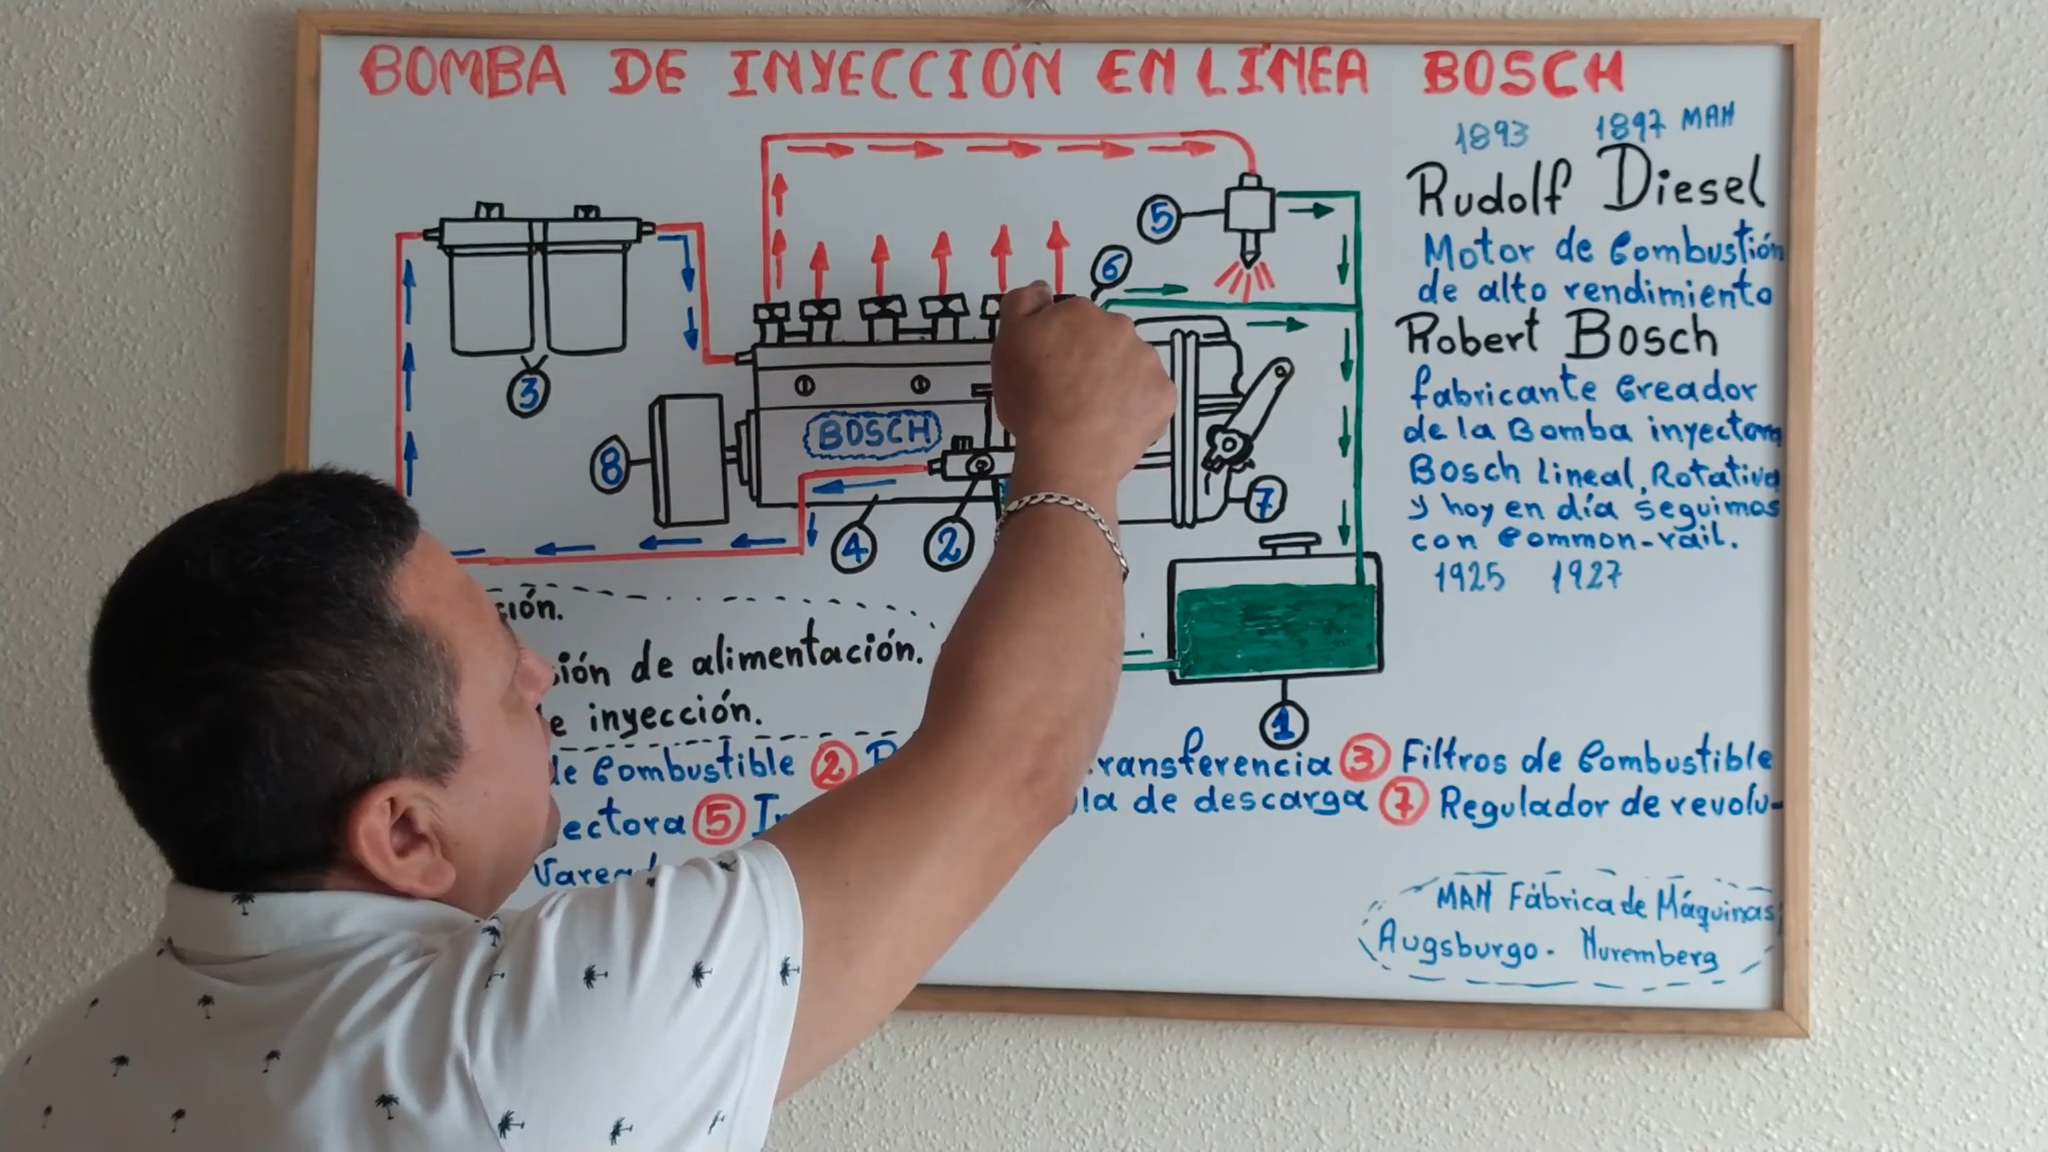 BOMBA DE INYECCIÓN EN LÍNEA BOSCH
1893 1897 MAN
Rudolf Diesel
Motor de Combustión
de alto rendimiento
Robert Bosch
fabricante Creador
de la Bomba inyectora
Bosch lineal, Rotativa
y hoy en día seguimos
con Common-rail.
1925 1927
5
6
3
BOSCH
8
4
2
7
1
ción.
sión de alimentación.
e inyección.
de Combustible 2 ransferencia 3 Filtros de Combustible
ectora 5 la de descarga 7 Regulador de revolu-
MAN Fábrica de Máquinas
Augsburgo - Nuremberg